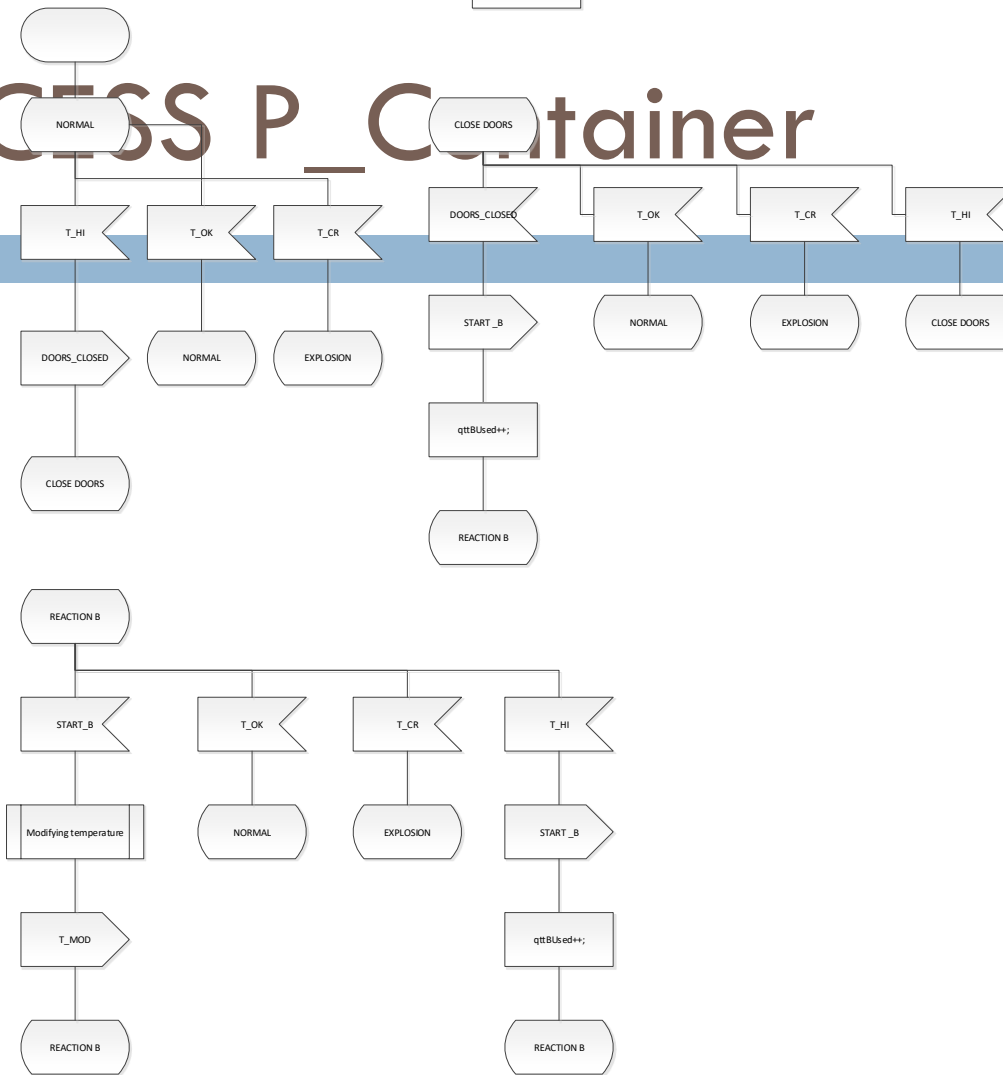 CESS P_Container
NORMAL
T_HI
T_OK
T_CR
DOORS_CLOSED
NORMAL
EXPLOSION
CLOSE DOORS
CLOSE DOORS
DOORS_CLOSED
T_OK
T_CR
T_HI
START _B
NORMAL
EXPLOSION
CLOSE DOORS
qttBUsed++;
REACTION B
REACTION B
START_B
T_OK
T_CR
T_HI
Modifying temperature
NORMAL
EXPLOSION
START _B
T_MOD
qttBUsed++;
REACTION B
REACTION B